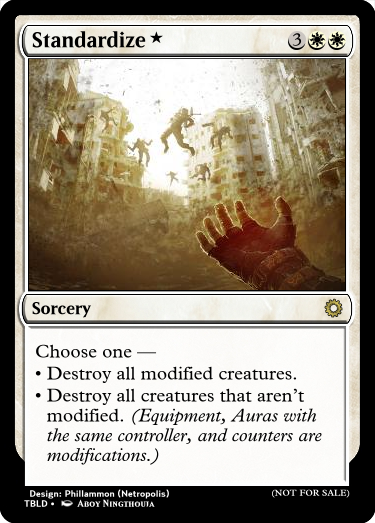 Standardize ★ 3
Sorcery
Choose one —
• Destroy all modified creatures.
• Destroy all creatures that aren't
modified. (Equipment, Auras with
the same controller, and counters are
modifications.)
Design: Phillammon (Netropolis)
TBLD • Aboy Ningthouja
(NOT FOR SALE)